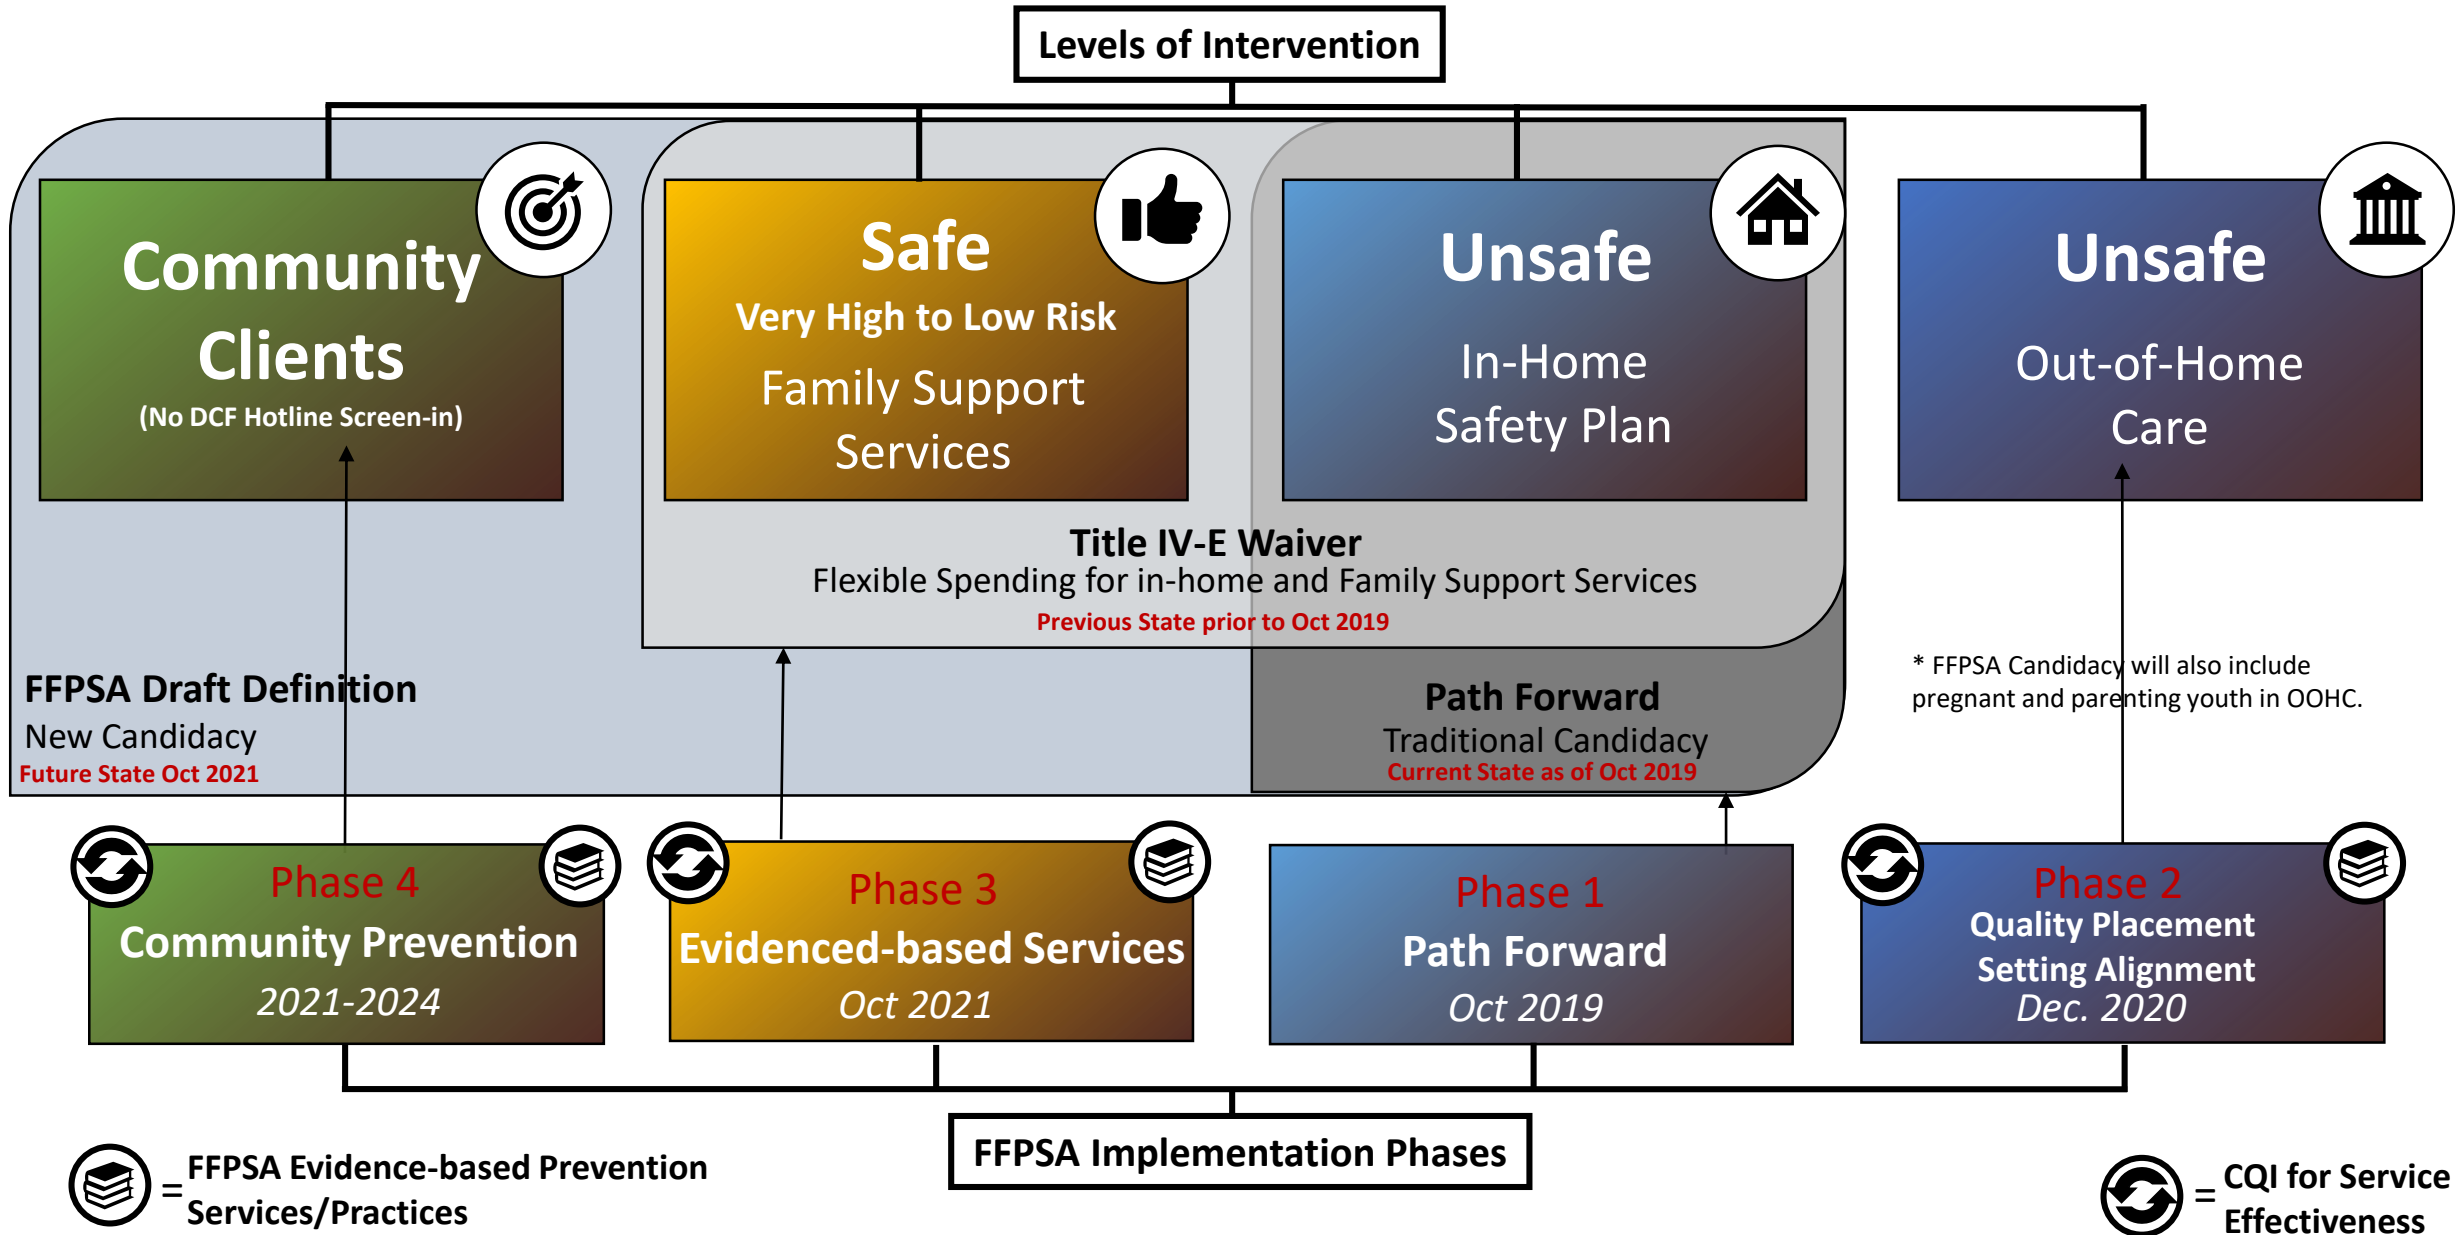 Levels of Intervention
Community
Clients
(No DCF Hotline Screen-in)
Safe
Very High to Low Risk
Family Support
Services
Unsafe
In-Home
Safety Plan
Unsafe
Out-of-Home
Care
Title IV-E Waiver
Flexible Spending for in-home and Family Support Services
Previous State prior to Oct 2019
FFPSA Draft Definition
New Candidacy
Future State Oct 2021
Path Forward
Traditional Candidacy
Current State as of Oct 2019
* FFPSA Candidacy will also include
pregnant and parenting youth in OOHC.
Phase 4
Community Prevention
2021-2024
Phase 3
Evidenced-based Services
Oct 2021
Phase 1
Path Forward
Oct 2019
Phase 2
Quality Placement
Setting Alignment
Dec. 2020
FFPSA Implementation Phases
= FFPSA Evidence-based Prevention
Services/Practices
= CQI for Service
Effectiveness